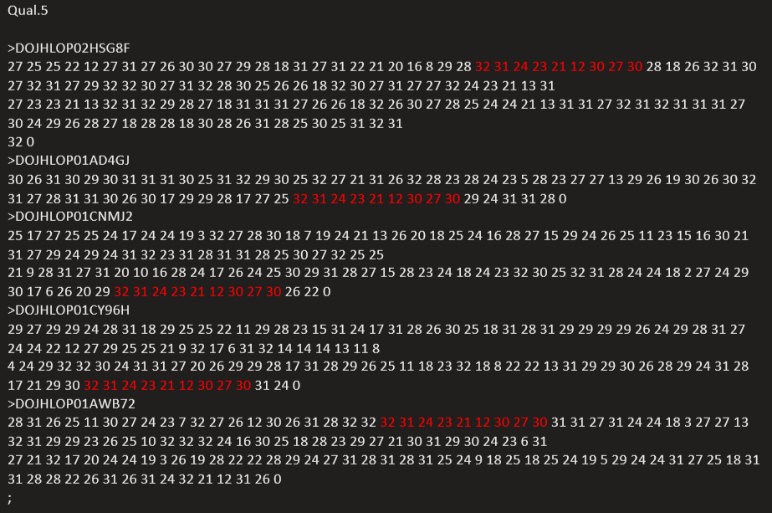 Qual.5
>DOJHLOP02HSG8F
27 25 25 22 12 27 31 27 26 30 30 27 29 28 18 31 27 31 22 21 20 16 8 29 28 32 31 24 23 21 12 30 27 30 28 18 26 32 31 30
27 32 31 27 29 32 32 30 27 31 32 28 30 25 26 26 18 32 30 27 31 27 27 32 24 23 21 13 31
27 23 23 21 13 32 31 32 29 28 27 18 31 31 31 27 26 26 18 32 26 30 27 28 25 24 24 21 13 31 31 27 32 31 32 31 31 31 27
30 24 29 26 28 27 18 28 28 18 30 28 26 31 28 25 30 25 31 32 31
32 0
>DOJHLOP01AD4GJ
30 26 31 30 29 30 31 31 31 30 25 31 32 29 30 25 32 27 21 31 26 32 28 23 28 24 23 5 28 23 27 27 13 29 26 19 30 26 30 32
31 27 28 31 31 30 26 30 17 29 29 28 17 27 25 32 31 24 23 21 12 30 27 30 29 24 31 31 28 0
>DOJHLOP01CNMJ2
25 17 27 25 25 24 17 24 24 19 3 32 27 28 30 18 7 19 24 21 13 26 20 18 25 24 16 28 27 15 29 24 26 25 11 23 15 16 30 21
31 27 29 24 29 24 31 32 23 31 28 31 31 28 25 30 27 32 25 25
21 9 28 31 27 31 20 10 16 28 24 17 26 24 25 30 29 31 28 27 15 28 23 24 18 24 23 32 30 25 32 31 28 24 24 18 2 27 24 29
30 17 6 26 20 29 32 31 24 23 21 12 30 27 30 26 22 0
>DOJHLOP01CY96H
29 27 29 29 24 28 31 18 29 25 25 22 11 29 28 23 15 31 24 17 31 28 26 30 25 18 31 28 31 29 29 29 29 26 24 29 28 31 27
24 24 22 12 27 29 25 25 21 9 32 17 6 31 32 14 14 14 13 11 8
4 24 29 32 32 30 24 31 31 27 20 26 29 29 28 17 31 28 29 26 25 11 18 23 32 18 8 22 22 13 31 29 29 30 26 28 29 24 31 28
17 21 29 30 32 31 24 23 21 12 30 27 30 31 24 0
>DOJHLOP01AWB72
28 31 26 25 11 30 27 24 23 7 32 27 26 12 30 26 31 28 32 32 32 31 24 23 21 12 30 27 30 31 31 27 31 24 24 18 3 27 27 13
32 31 29 29 23 26 25 10 32 32 32 24 16 30 25 18 28 23 29 27 21 30 31 29 30 24 23 6 31
27 21 32 17 20 24 24 19 3 26 19 28 22 22 28 29 24 27 31 28 31 28 31 25 24 9 18 25 18 25 24 19 5 29 24 24 31 27 25 18 31
31 28 28 22 26 31 26 31 24 32 21 12 31 26 0
;